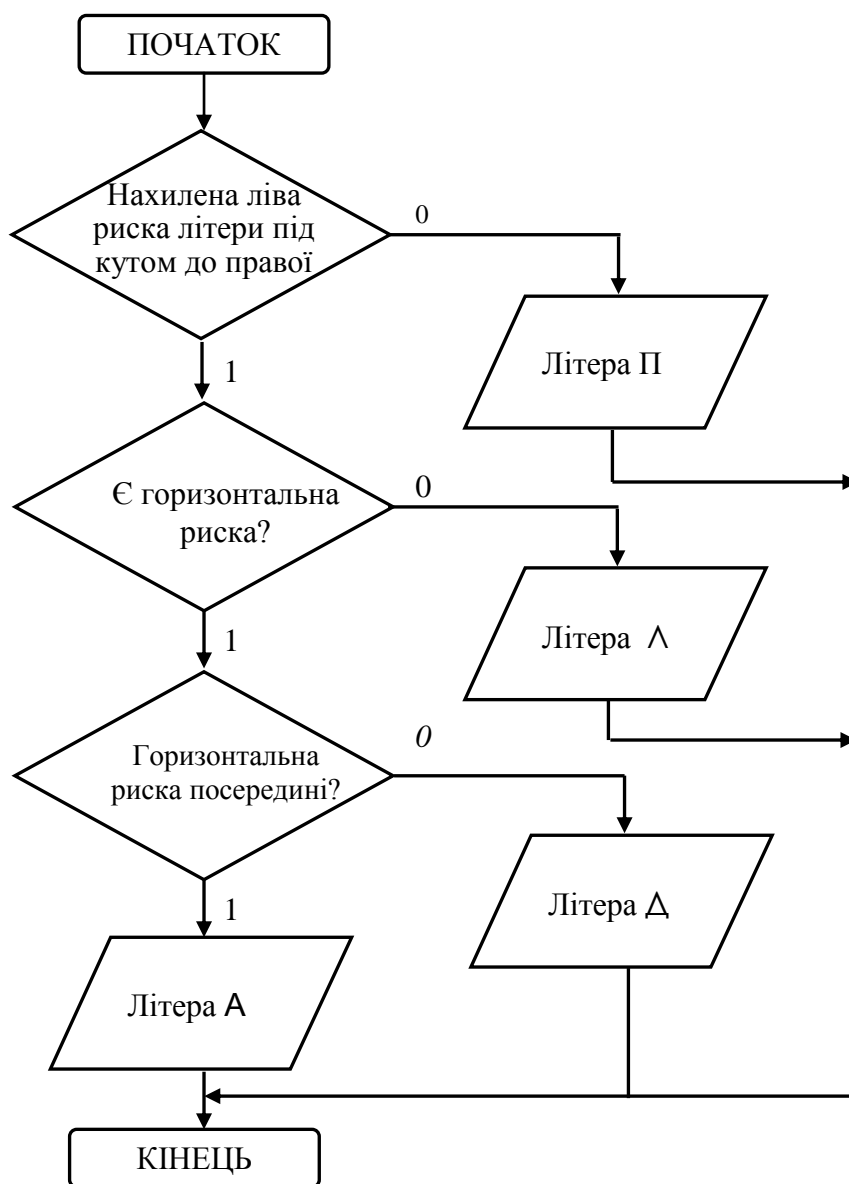 ПОЧАТОК
Нахилена ліва
риска літери під
кутом до правої
0
Літера П
1
Є горизонтальна
риска?
0
Літера Λ
1
Горизонтальна
риска посередині?
0
Літера Д
1
Літера А
КІНЕЦЬ